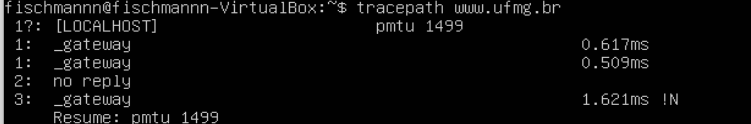 fischmannn@fischmannn-VirtualBox:~$ tracepath www.ufmg.br
1?: [LOCALHOST] pmtu 1499
1: _gateway 0.617ms
1: _gateway 0.509ms
2: no reply
3: _gateway 1.621ms !N
Resume: pmtu 1499